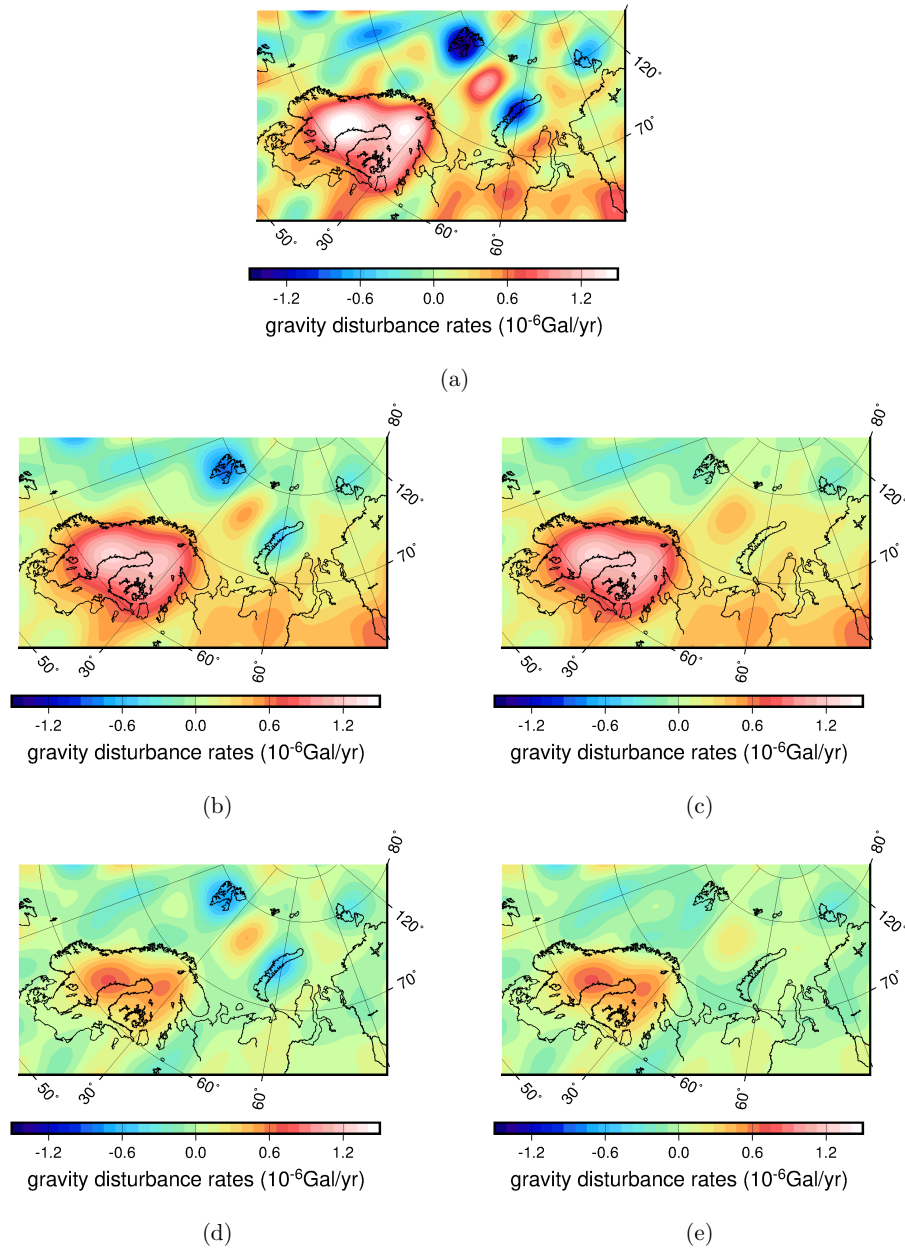 120°
70°
50°
30°
60°
60°
-1.2 -0.6 0.0 0.6 1.2
gravity disturbance rates (10⁻⁶Gal/yr)
(a)
80° 80°
120° 120°
70° 70°
50° 30° 60° 60° 50° 30° 60° 60°
-1.2 -0.6 0.0 0.6 1.2 -1.2 -0.6 0.0 0.6 1.2
gravity disturbance rates (10⁻⁶Gal/yr) gravity disturbance rates (10⁻⁶Gal/yr)
(b) (c)
80° 80°
120° 120°
70° 70°
50° 30° 60° 60° 50° 30° 60° 60°
-1.2 -0.6 0.0 0.6 1.2 -1.2 -0.6 0.0 0.6 1.2
gravity disturbance rates (10⁻⁶Gal/yr) gravity disturbance rates (10⁻⁶Gal/yr)
(d) (e)